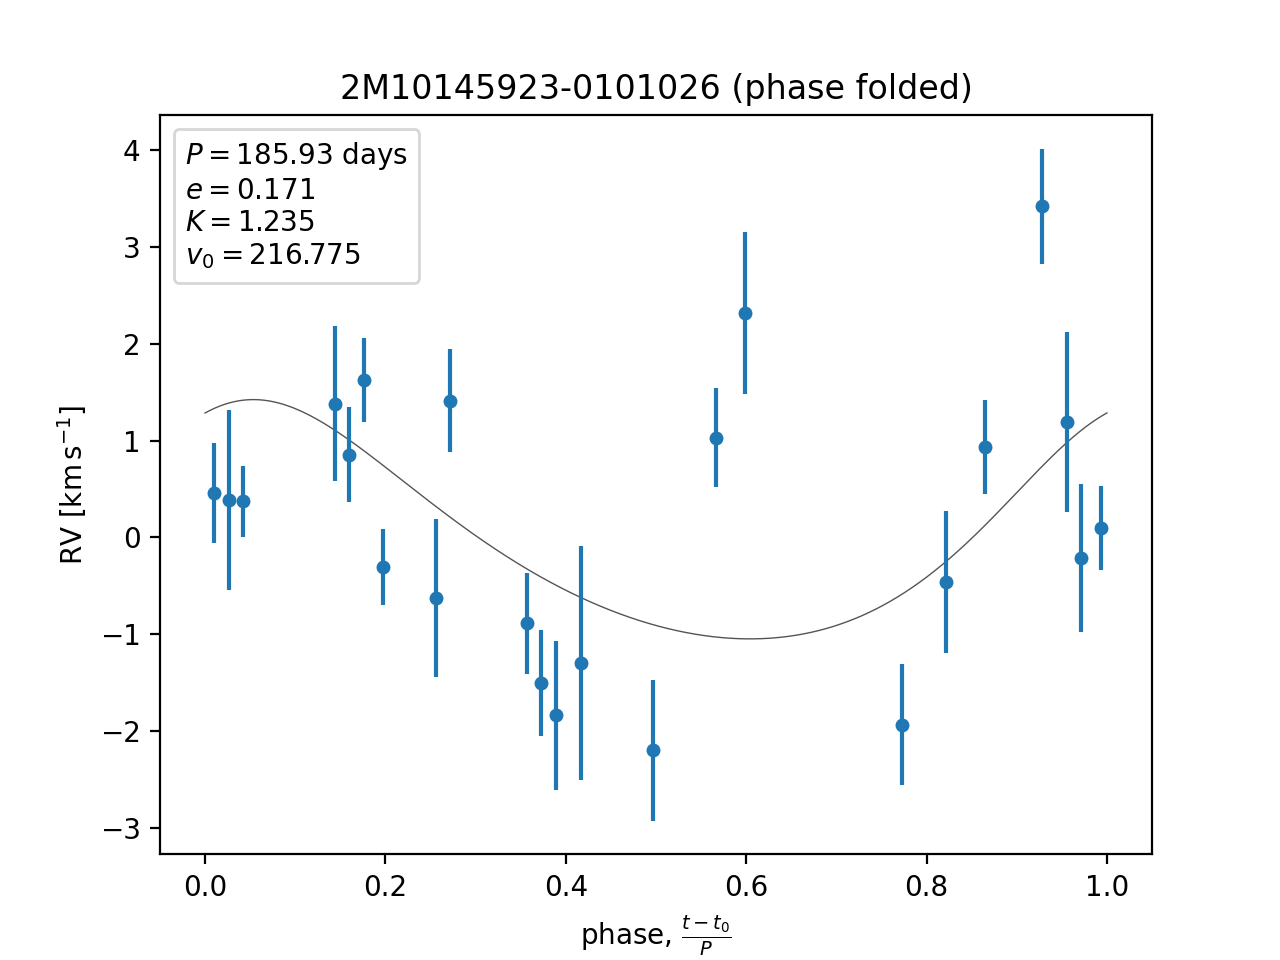 2M10145923-0101026 (phase folded)
P = 185.93 days
e = 0.171
K = 1.235
v₀ = 216.775
4
3
2
1
0
−1
−2
−3
RV [km s⁻¹]
0.0 0.2 0.4 0.6 0.8 1.0
phase, (t − t₀)/P